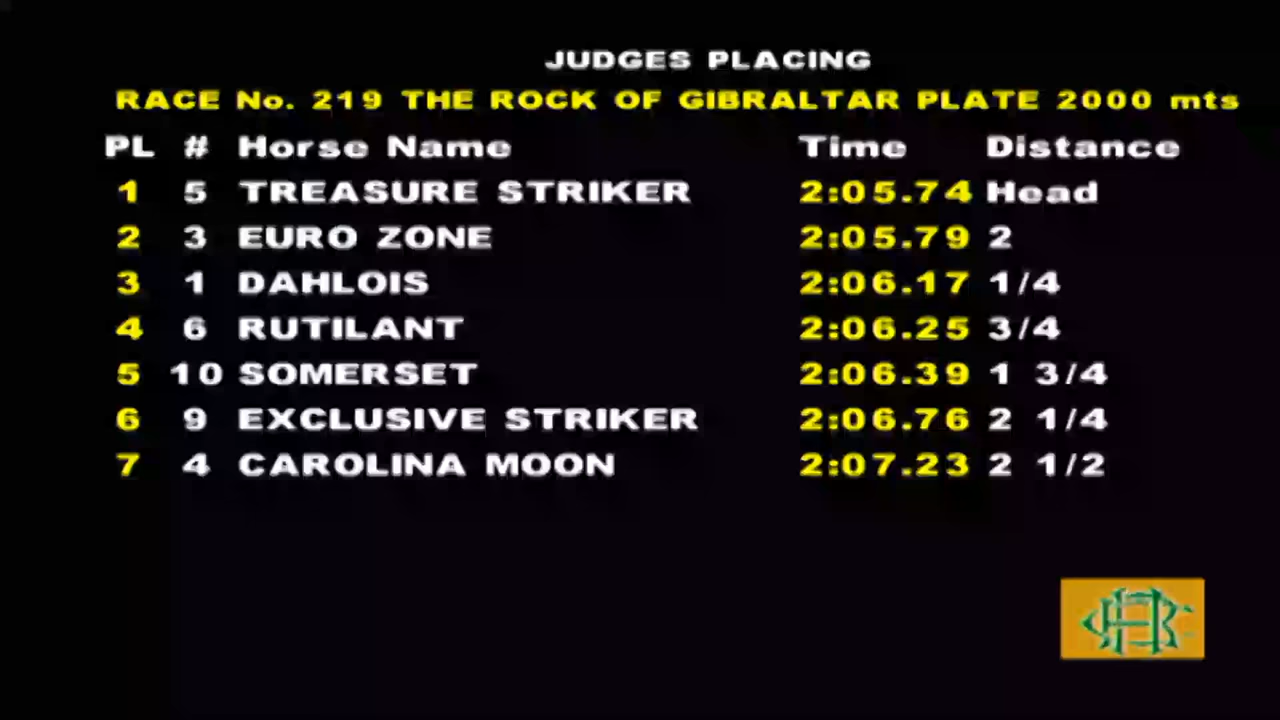 JUDGES PLACING
RACE No. 219 THE ROCK OF GIBRALTAR PLATE 2000 mts
PL # Horse Name Time Distance
1 5 TREASURE STRIKER 2:05.74 Head
2 3 EURO ZONE 2:05.79 2
3 1 DAHLOIS 2:06.17 1/4
4 6 RUTILANT 2:06.25 3/4
5 10 SOMERSET 2:06.39 1 3/4
6 9 EXCLUSIVE STRIKER 2:06.76 2 1/4
7 4 CAROLINA MOON 2:07.23 2 1/2